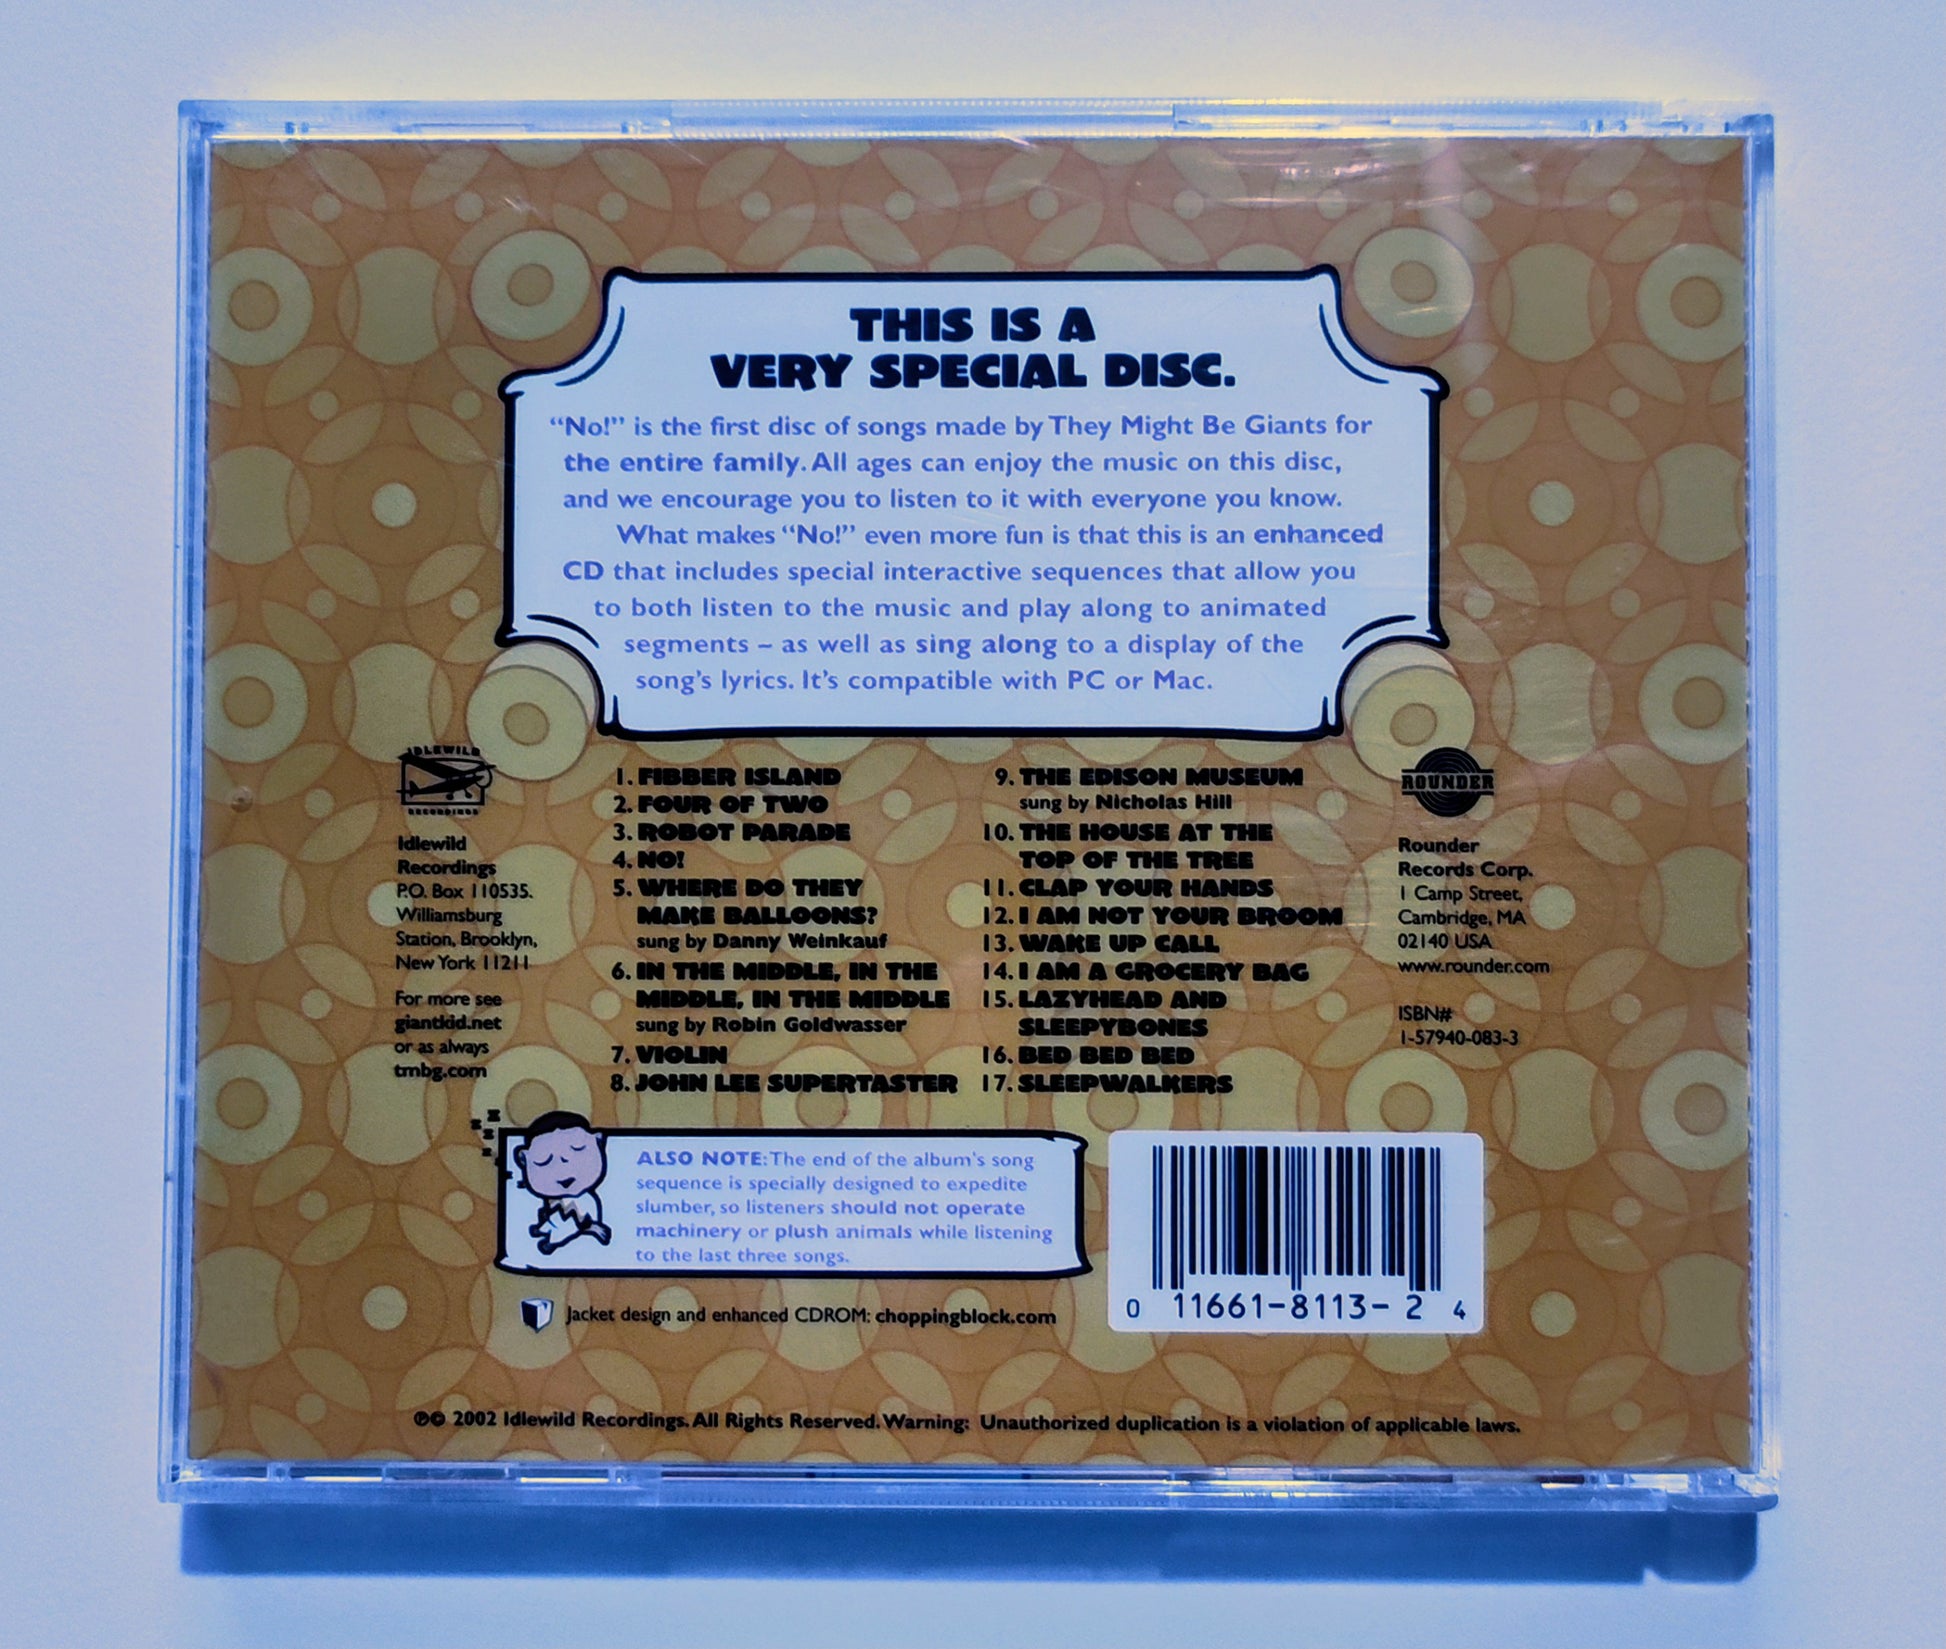 THIS IS A
VERY SPECIAL DISC.
“No!” is the first disc of songs made by They Might Be Giants for
the entire family. All ages can enjoy the music on this disc,
and we encourage you to listen to it with everyone you know.
What makes “No!” even more fun is that this is an enhanced
CD that includes special interactive sequences that allow you
to both listen to the music and play along to animated
segments – as well as sing along to a display of the
song’s lyrics. It’s compatible with PC or Mac.
IDLEWILD
RECORDINGS
Idlewild
Recordings
P.O. Box 110535.
Williamsburg
Station, Brooklyn,
New York 11211
For more see
giantkid.net
or as always
tmbg.com
1. FIBBER ISLAND
2. FOUR OF TWO
3. ROBOT PARADE
4. NO!
5. WHERE DO THEY
MAKE BALLOONS?
sung by Danny Weinkauf
6. IN THE MIDDLE, IN THE
MIDDLE, IN THE MIDDLE
sung by Robin Goldwasser
7. VIOLIN
8. JOHN LEE SUPERTASTER
9. THE EDISON MUSEUM
sung by Nicholas Hill
10. THE HOUSE AT THE
TOP OF THE TREE
11. CLAP YOUR HANDS
12. I AM NOT YOUR BROOM
13. WAKE UP CALL
14. I AM A GROCERY BAG
15. LAZYHEAD AND
SLEEPYBONES
16. BED BED BED
17. SLEEPWALKERS
ROUNDER
Rounder
Records Corp.
1 Camp Street,
Cambridge, MA
02140 USA
www.rounder.com
ISBN#
1-57940-083-3
z z z z
ALSO NOTE: The end of the album's song
sequence is specially designed to expedite
slumber, so listeners should not operate
machinery or plush animals while listening
to the last three songs.
0 11661-8113-2 4
Jacket design and enhanced CDROM: choppingblock.com
℗© 2002 Idlewild Recordings. All Rights Reserved. Warning: Unauthorized duplication is a violation of applicable laws.